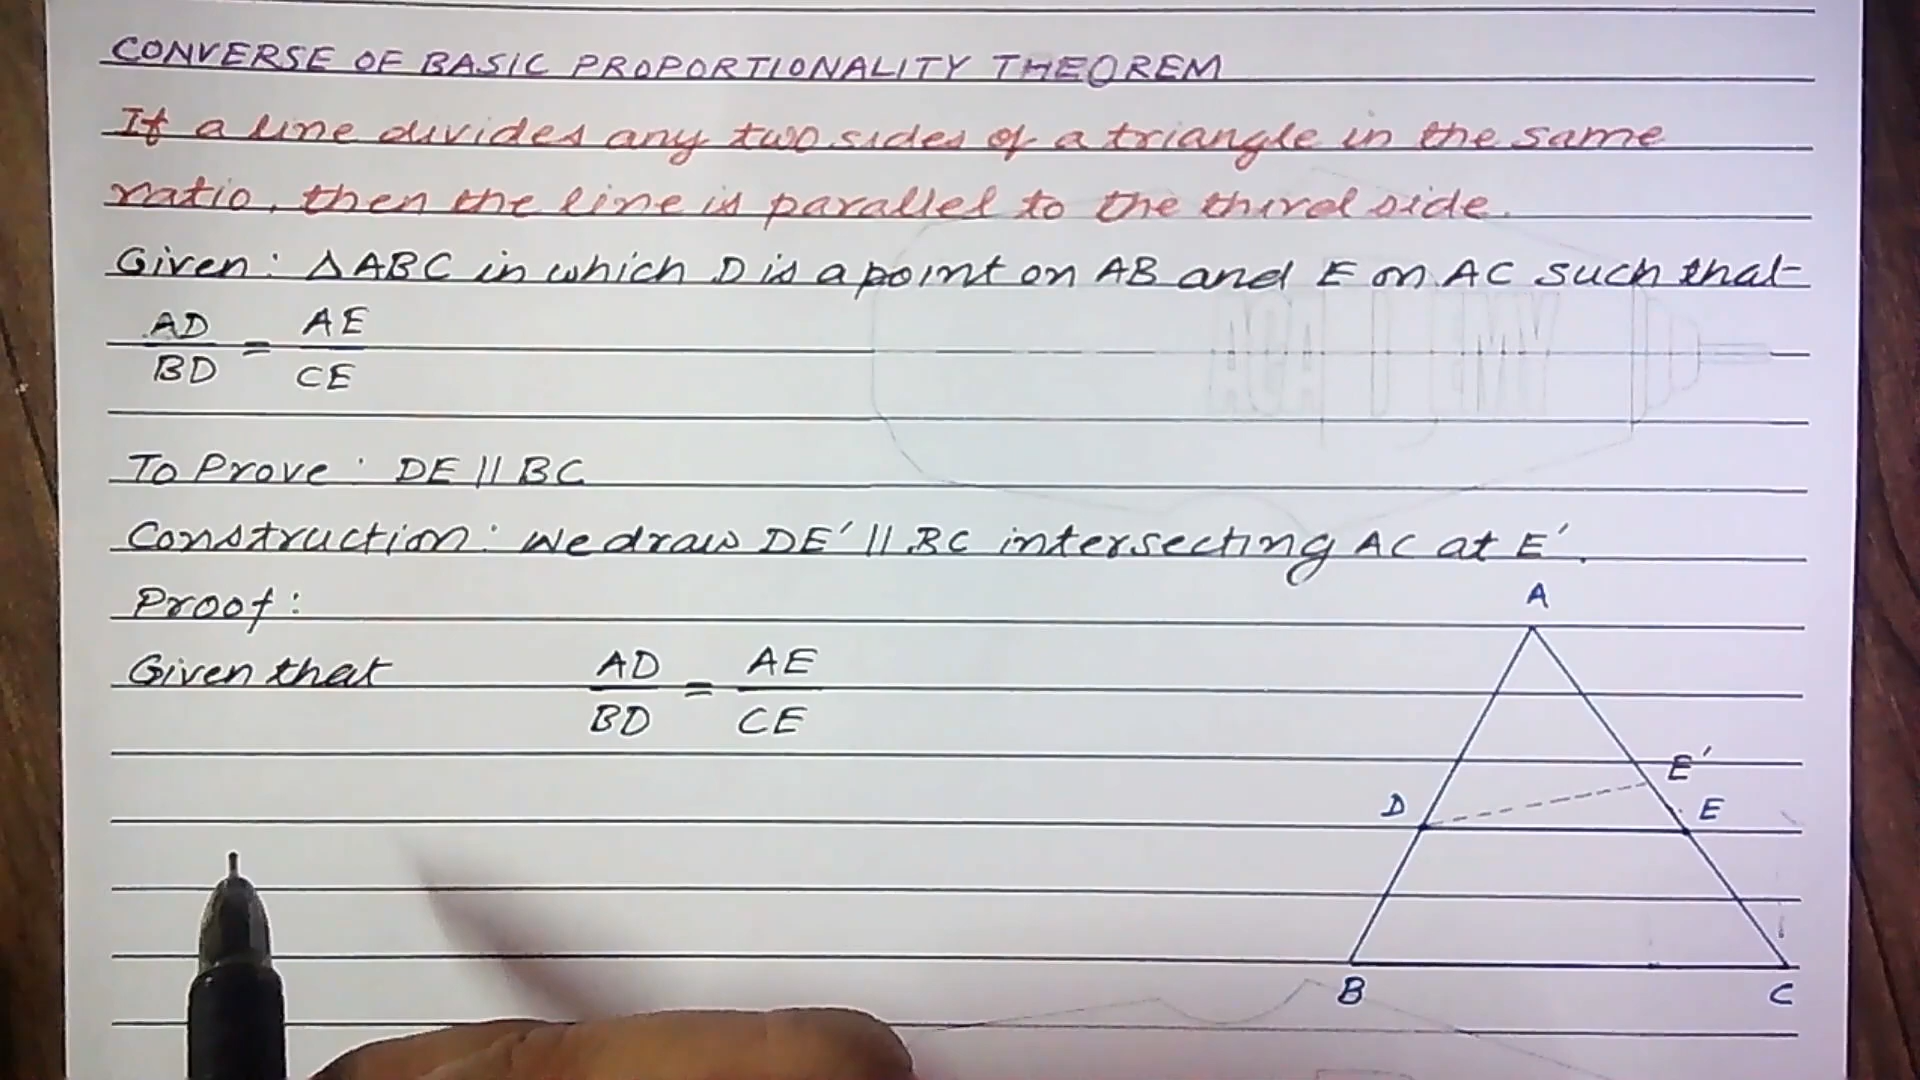 CONVERSE OF BASIC PROPORTIONALITY THEOREM
If a line divides any two sides of a triangle in the same
ratio, then the line is parallel to the third side.
Given: △ABC in which D is a point on AB and E on AC such that
AD/BD = AE/CE
ACADEMY
To Prove: DE || BC
Construction: We draw DE′ || BC intersecting AC at E′.
Proof:
Given that AD/BD = AE/CE
A
E′
D E
B C